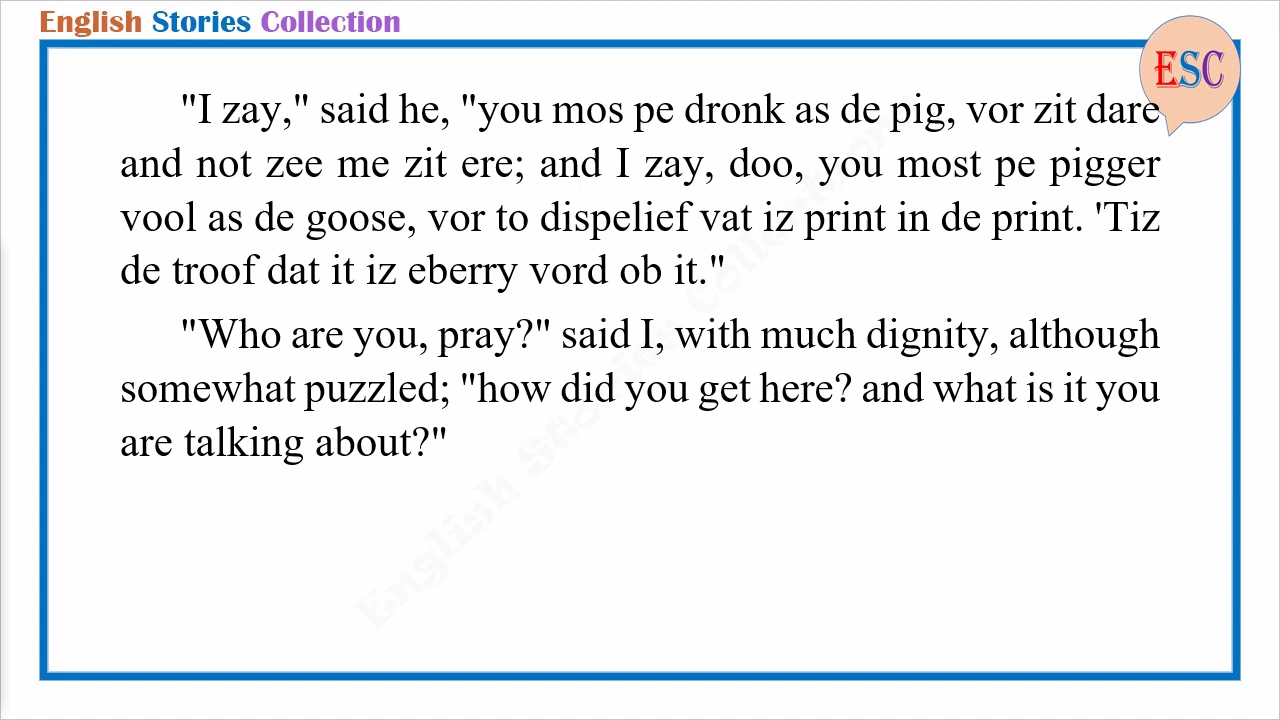 English Stories Collection
ESC
"I zay," said he, "you mos pe dronk as de pig, vor zit dare
and not zee me zit ere; and I zay, doo, you most pe pigger
vool as de goose, vor to dispelief vat iz print in de print. 'Tiz
de troof dat it iz eberry vord ob it."
"Who are you, pray?" said I, with much dignity, although
somewhat puzzled; "how did you get here? and what is it you
are talking about?"
English Stories Collection